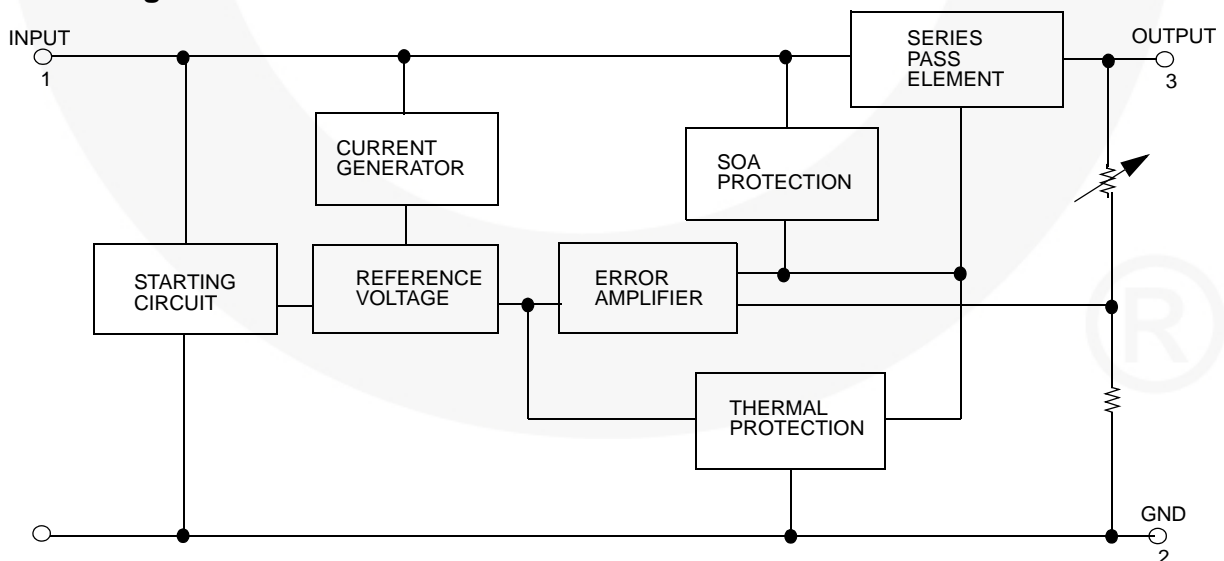 INPUT
1
SERIES
PASS
ELEMENT
OUTPUT
3
CURRENT
GENERATOR
SOA
PROTECTION
STARTING
CIRCUIT
REFERENCE
VOLTAGE
ERROR
AMPLIFIER
®
THERMAL
PROTECTION
GND
2